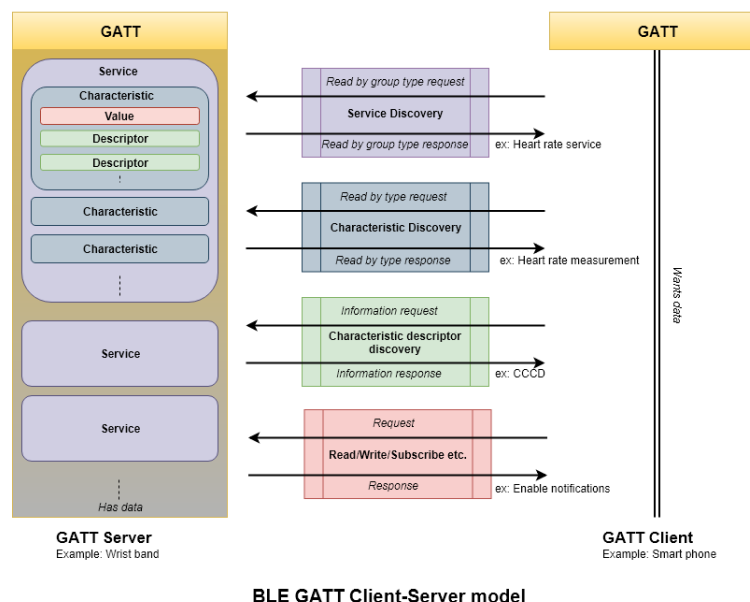 GATT
GATT
Service
Characteristic
Value
Descriptor
Descriptor
Characteristic
Characteristic
Service
Service
Has data
GATT Server
Example: Wrist band
Read by group type request
Service Discovery
Read by group type response
ex: Heart rate service
Read by type request
Characteristic Discovery
Read by type response
ex: Heart rate measurement
Information request
Characteristic descriptor
discovery
Information response
ex: CCCD
Request
Read/Write/Subscribe etc.
Response
ex: Enable notifications
Wants data
GATT Client
Example: Smart phone
BLE GATT Client-Server model